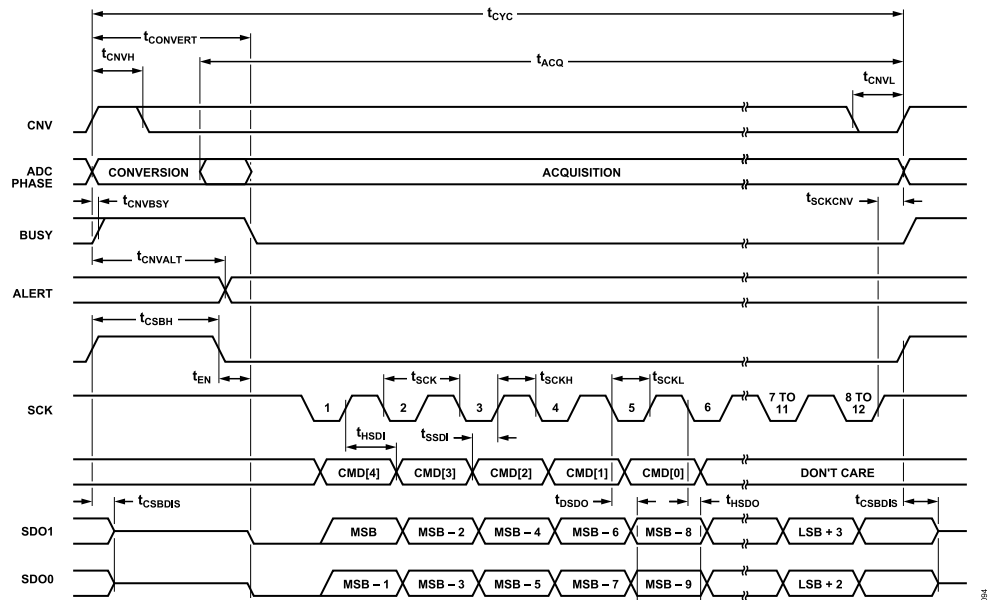 tCYC
tCONVERT
tCNVH
tACQ
tCNVL
CNV
ADC
PHASE
CONVERSION
ACQUISITION
tCNVBSY
tSCKCNV
BUSY
tCNVALT
ALERT
tCSBH
tEN
tSCK
tSCKH
tSCKL
SCK
1
2
3
4
5
6
7 TO
11
8 TO
12
tHSDI
tSSDI
CMD[4]
CMD[3]
CMD[2]
CMD[1]
CMD[0]
DON'T CARE
tCSBDIS
tDSDO
tHSDO
tCSBDIS
SDO1
MSB
MSB – 2
MSB – 4
MSB – 6
MSB – 8
LSB + 3
SDO0
MSB – 1
MSB – 3
MSB – 5
MSB – 7
MSB – 9
LSB + 2
094